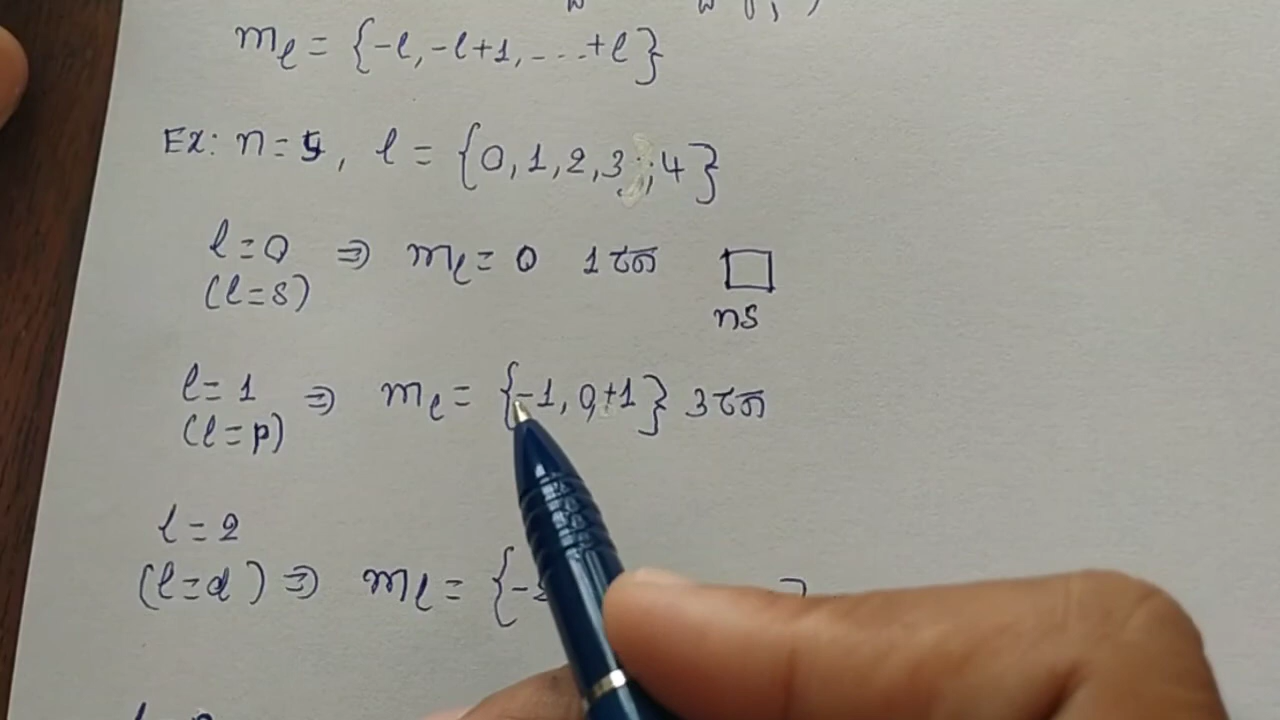 mℓ = {-ℓ, -ℓ+1, ... +ℓ}
Ex: n = 5, ℓ = {0, 1, 2, 3, 4}
ℓ = 0 ⇒ mℓ = 0 1 টা
(ℓ = s)
ns
ℓ = 1 ⇒ mℓ = {-1, 0, +1} 3 টা
(ℓ = p)
ℓ = 2
(ℓ = d) ⇒ mℓ = {-2